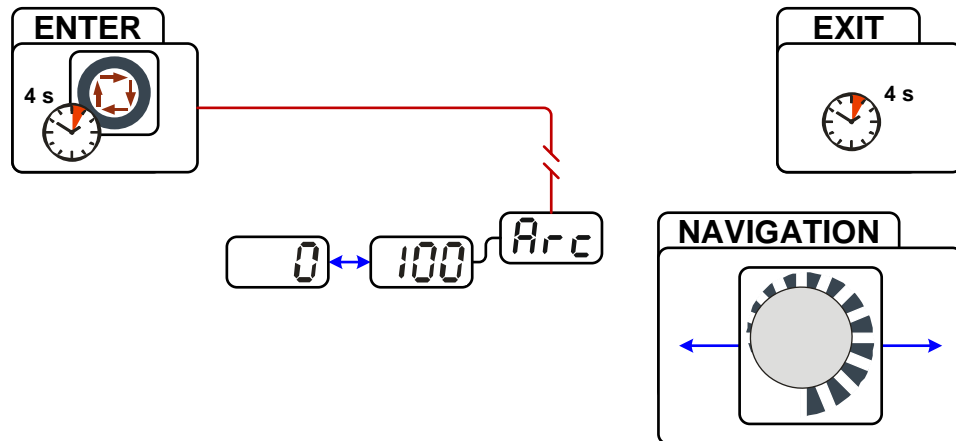 ENTER
4 s
EXIT
4 s
0
100
Arc
NAVIGATION